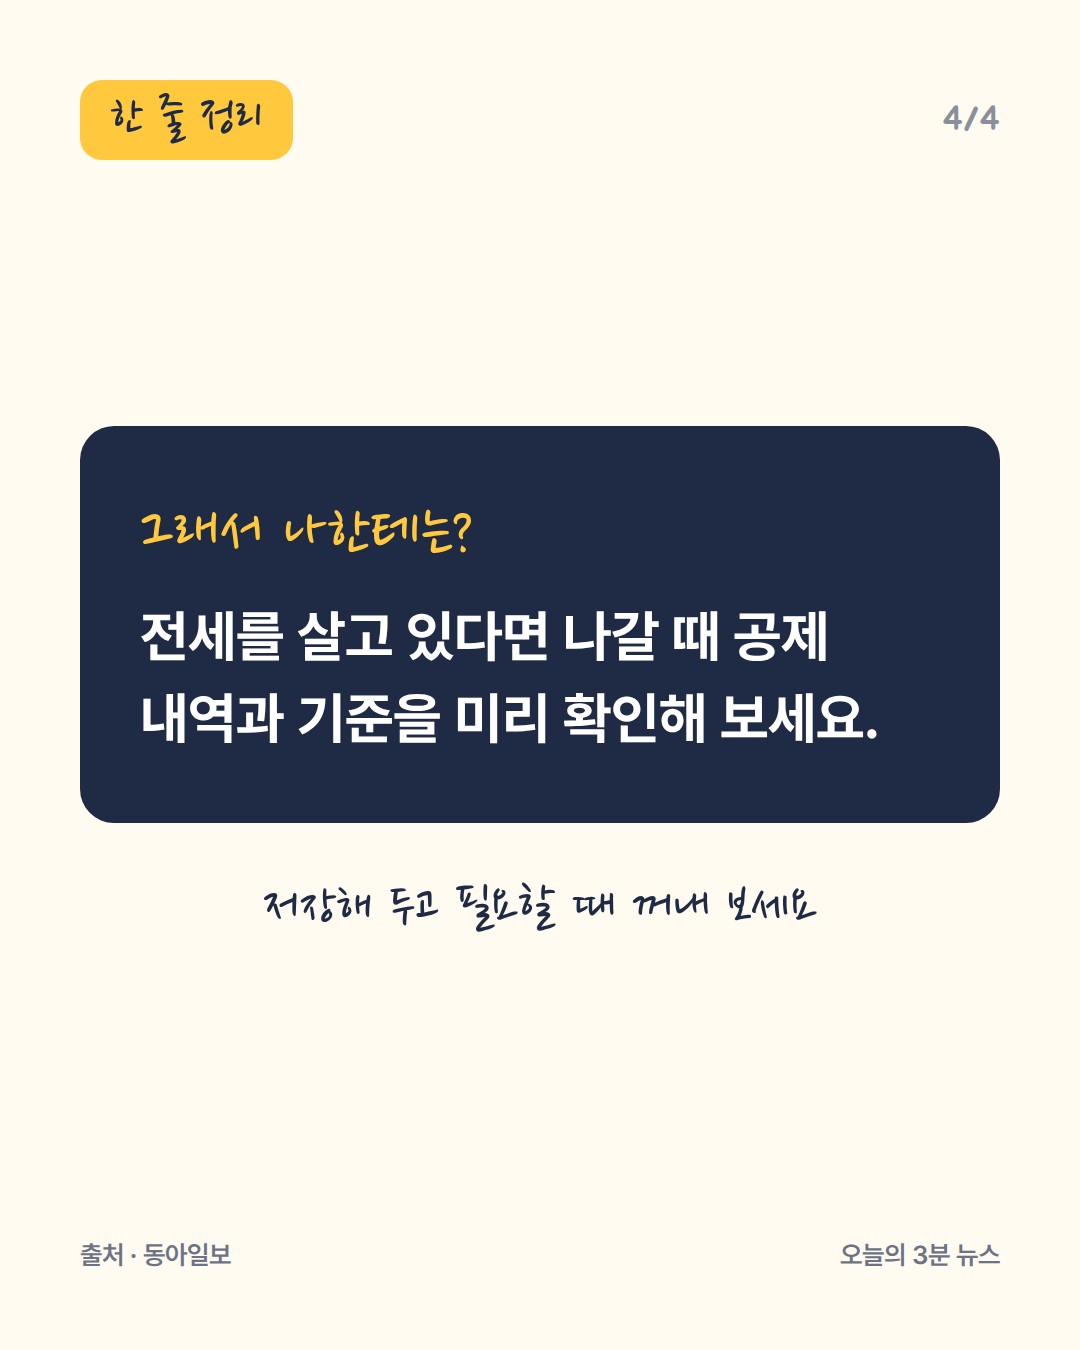 한 줄 정리
4/4
그래서 나한테는?
전세를 살고 있다면 나갈 때 공제
내역과 기준을 미리 확인해 보세요.
저장해 두고 필요할 때 꺼내 보세요
출처 · 동아일보
오늘의 3분 뉴스